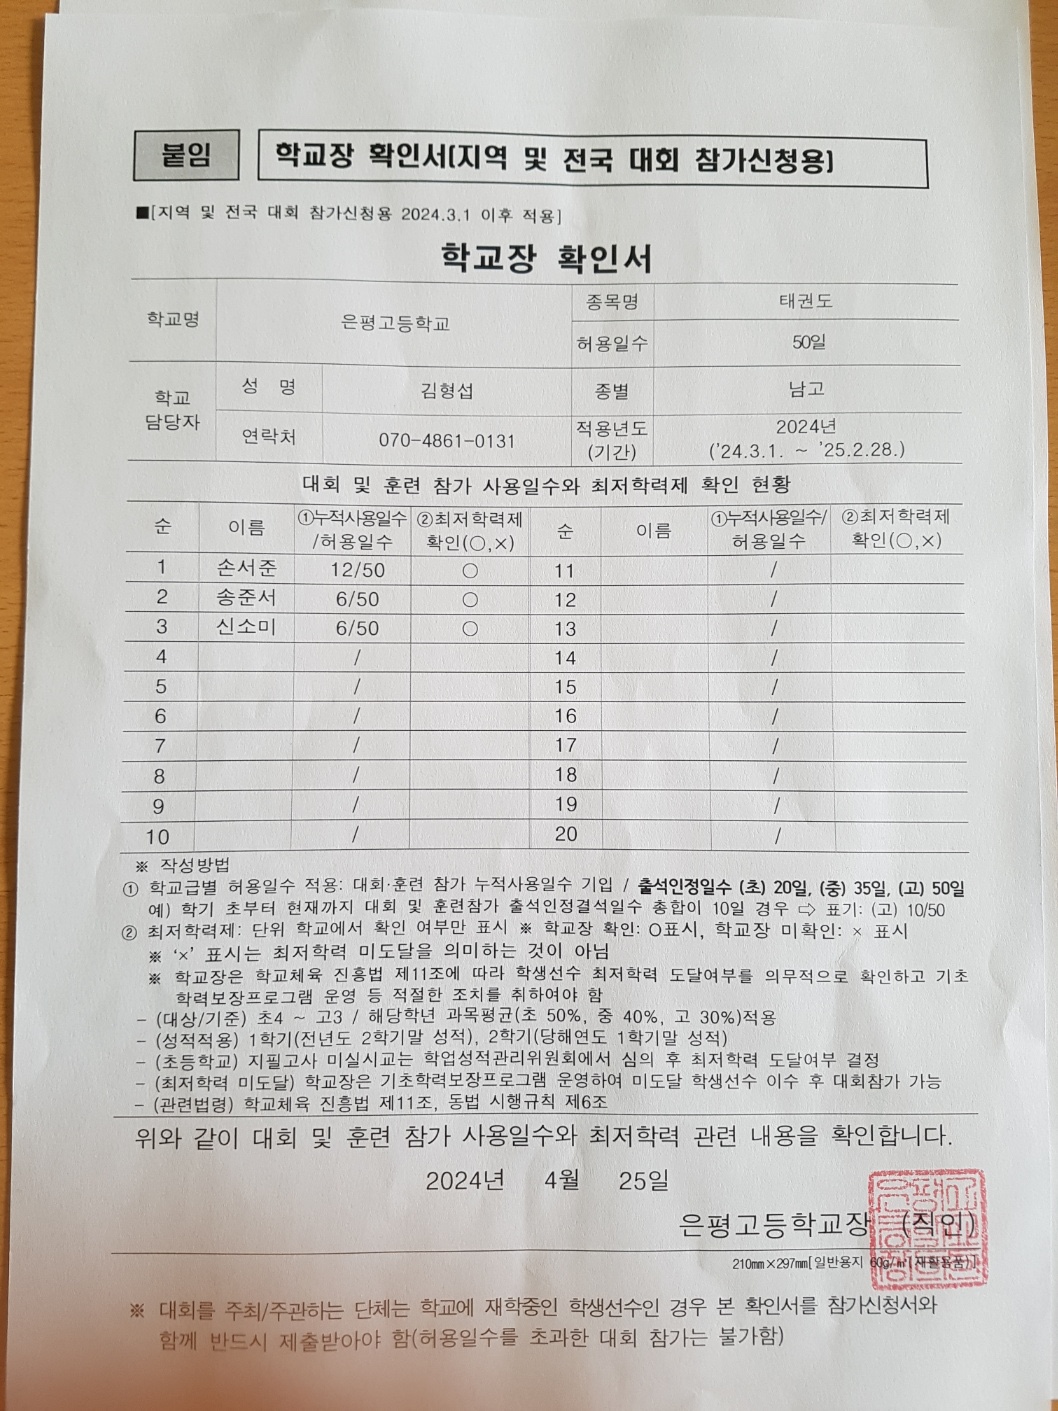 붙임 학교장 확인서(지역 및 전국 대회 참가신청용)
■[지역 및 전국 대회 참가신청용 2024.3.1 이후 적용]
학교장 확인서
학교명 은평고등학교 종목명 태권도
허용일수 50일
학교 담당자 성 명 김형섭 종별 남고
연락처 070-4861-0131 적용년도 (기간) 2024년 ('24.3.1. ~ '25.2.28.)
대회 및 훈련 참가 사용일수와 최저학력제 확인 현황
순 이름 ①누적사용일수 /허용일수 ②최저학력제 확인(○,×) 순 이름 ①누적사용일수/ 허용일수 ②최저학력제 확인(○,×)
1 손서준 12/50 ○ 11 /
2 송준서 6/50 ○ 12 /
3 신소미 6/50 ○ 13 /
4 / 14 /
5 / 15 /
6 / 16 /
7 / 17 /
8 / 18 /
9 / 19 /
10 / 20 /
※ 작성방법
① 학교급별 허용일수 적용: 대회·훈련 참가 누적사용일수 기입 / 출석인정일수 (초) 20일, (중) 35일, (고) 50일
예) 학기 초부터 현재까지 대회 및 훈련참가 출석인정결석일수 총합이 10일 경우 ⇨ 표기: (고) 10/50
② 최저학력제: 단위 학교에서 확인 여부만 표시 ※ 학교장 확인: O표시, 학교장 미확인: × 표시
※ '×' 표시는 최저학력 미도달을 의미하는 것이 아님
※ 학교장은 학교체육 진흥법 제11조에 따라 학생선수 최저학력 도달여부를 의무적으로 확인하고 기초
학력보장프로그램 운영 등 적절한 조치를 취하여야 함
- (대상/기준) 초4 ~ 고3 / 해당학년 과목평균(초 50%, 중 40%, 고 30%)적용
- (성적적용) 1학기(전년도 2학기말 성적), 2학기(당해연도 1학기말 성적)
- (초등학교) 지필고사 미실시교는 학업성적관리위원회에서 심의 후 최저학력 도달여부 결정
- (최저학력 미도달) 학교장은 기초학력보장프로그램 운영하여 미도달 학생선수 이수 후 대회참가 가능
- (관련법령) 학교체육 진흥법 제11조, 동법 시행규칙 제6조
위와 같이 대회 및 훈련 참가 사용일수와 최저학력 관련 내용을 확인합니다.
2024년 4월 25일
은평고등학교장 (직인)
210㎜×297㎜[일반용지 60g/㎡(재활용품)]
※ 대회를 주최/주관하는 단체는 학교에 재학중인 학생선수인 경우 본 확인서를 참가신청서와
함께 반드시 제출받아야 함(허용일수를 초과한 대회 참가는 불가함)